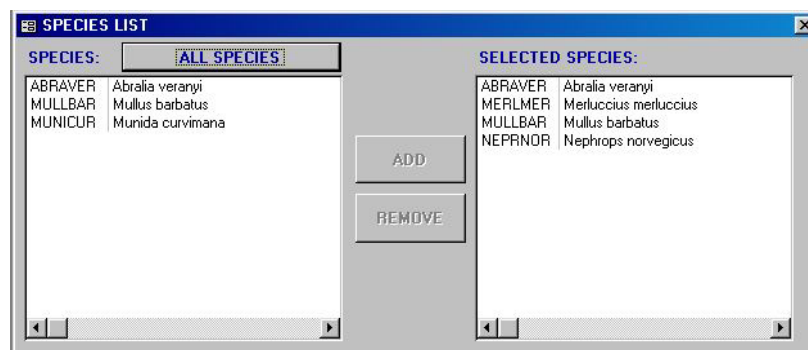 SPECIES LIST
SPECIES:
ALL SPECIES
ABRAVER Abralia veranyi
MULLBAR Mullus barbatus
MUNICUR Munida curvimana
ADD
REMOVE
SELECTED SPECIES:
ABRAVER Abralia veranyi
MERLMER Merluccius merluccius
MULLBAR Mullus barbatus
NEPRNOR Nephrops norvegicus